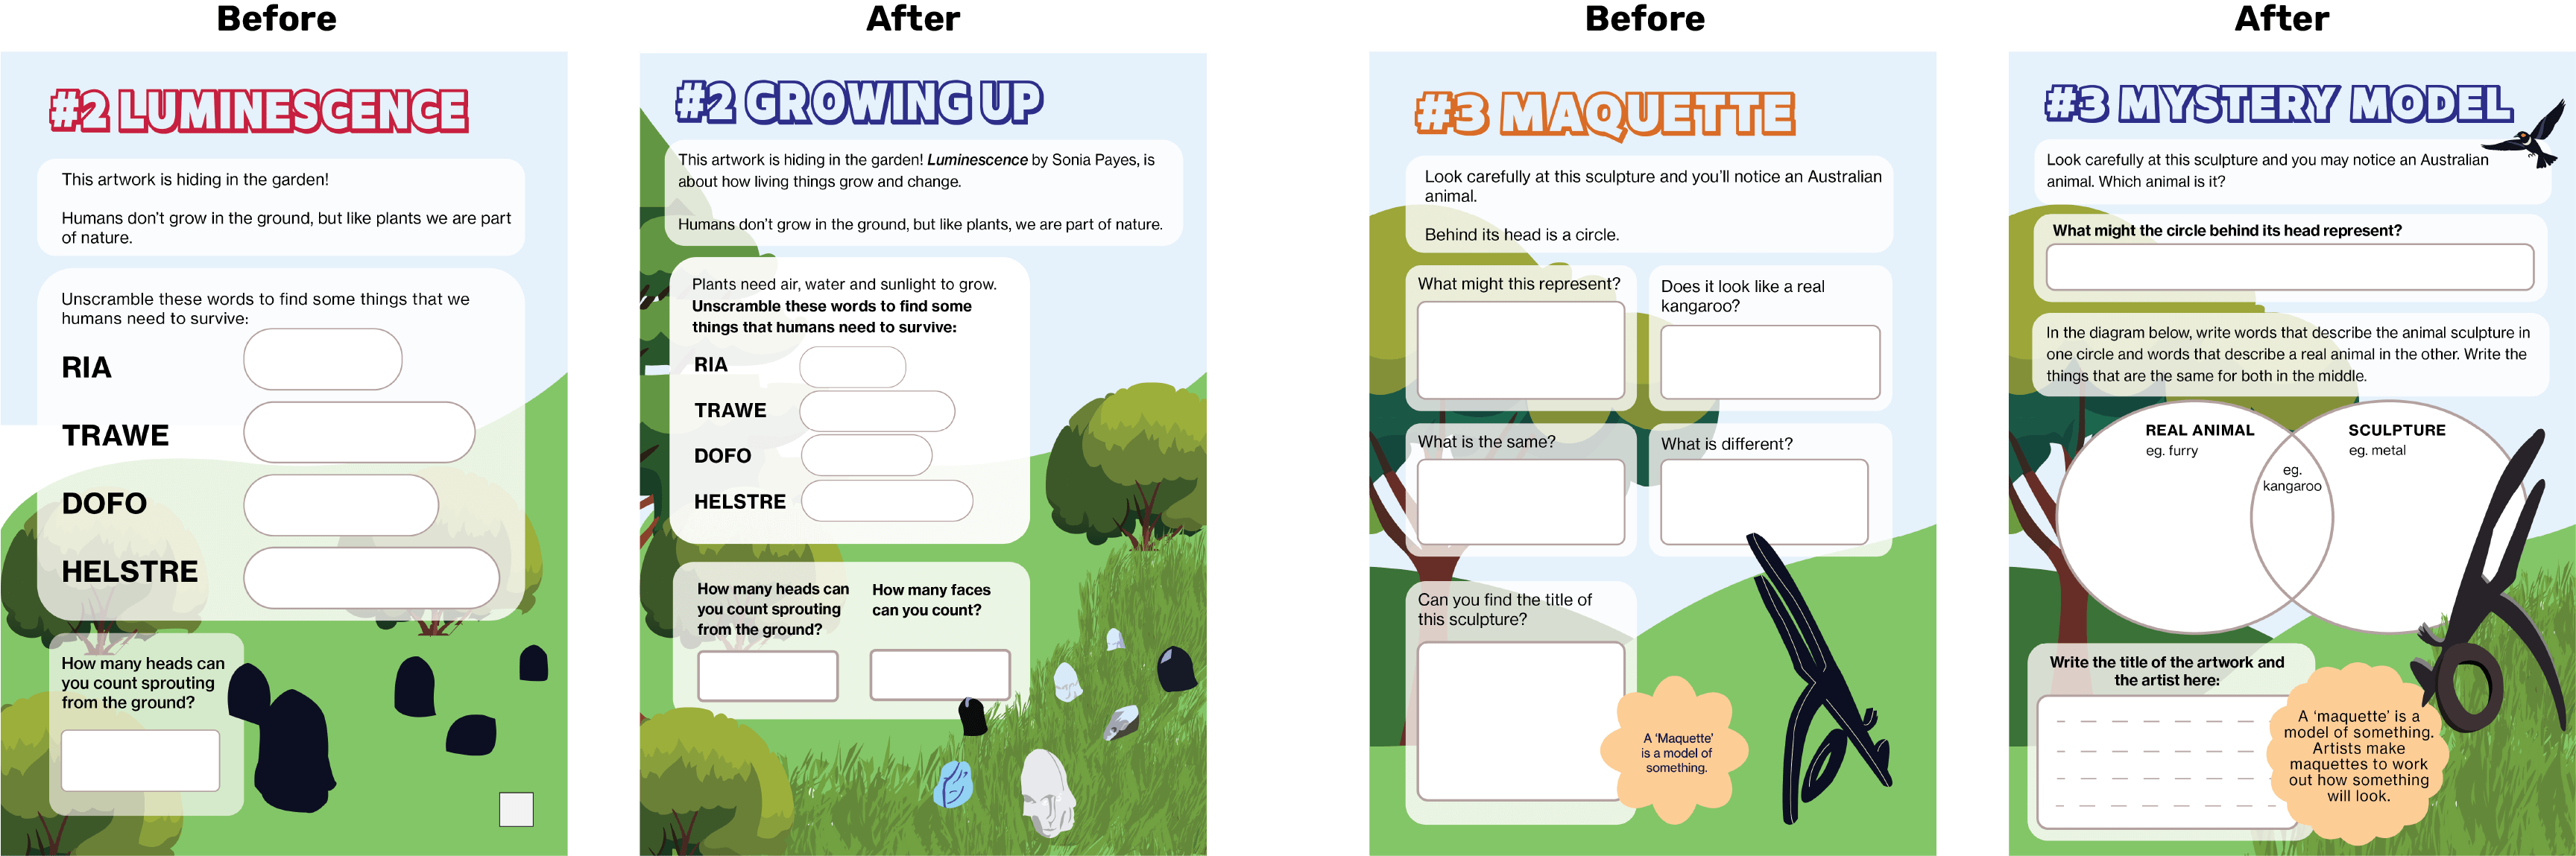 Before
#2 LUMINESCENCE
This artwork is hiding in the garden!
Humans don't grow in the ground, but like plants we are part
of nature.
Unscramble these words to find some things that we
humans need to survive:
RIA
TRAWE
DOFO
HELSTRE
How many heads can
you count sprouting
from the ground?
After
#2 GROWING UP
This artwork is hiding in the garden! Luminescence by Sonia Payes, is
about how living things grow and change.
Humans don't grow in the ground, but like plants, we are part of nature.
Plants need air, water and sunlight to grow.
Unscramble these words to find some
things that humans need to survive:
RIA
TRAWE
DOFO
HELSTRE
How many heads can
you count sprouting
from the ground?
How many faces
can you count?
Before
#3 MAQUETTE
Look carefully at this sculpture and you'll notice an Australian
animal.
Behind its head is a circle.
What might this represent?
Does it look like a real
kangaroo?
What is the same?
What is different?
Can you find the title of
this sculpture?
A 'Maquette'
is a model of
something.
After
#3 MYSTERY MODEL
Look carefully at this sculpture and you may notice an Australian
animal. Which animal is it?
What might the circle behind its head represent?
In the diagram below, write words that describe the animal sculpture in
one circle and words that describe a real animal in the other. Write the
things that are the same for both in the middle.
REAL ANIMAL
eg. furry
eg.
kangaroo
SCULPTURE
eg. metal
Write the title of the artwork and
the artist here:
A 'maquette' is a
model of something.
Artists make
maquettes to work
out how something
will look.